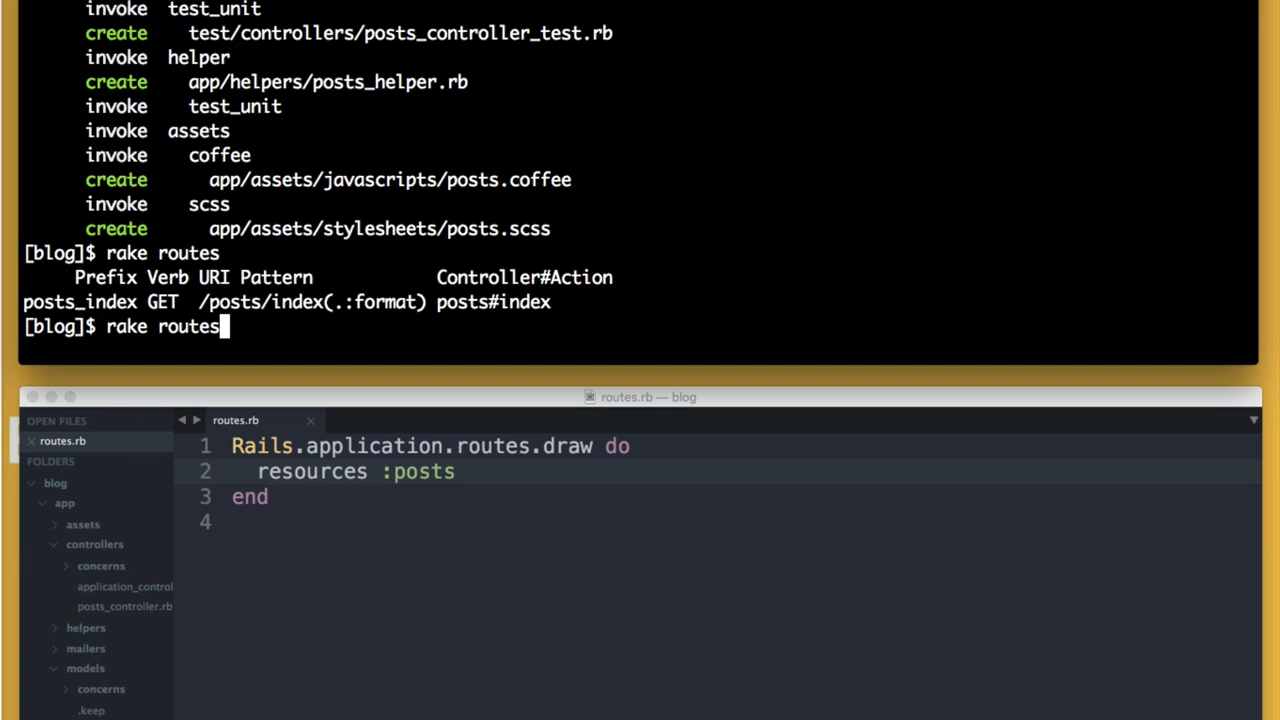 invoke test_unit
create test/controllers/posts_controller_test.rb
invoke helper
create app/helpers/posts_helper.rb
invoke test_unit
invoke assets
invoke coffee
create app/assets/javascripts/posts.coffee
invoke scss
create app/assets/stylesheets/posts.scss
[blog]$ rake routes
Prefix Verb URI Pattern Controller#Action
posts_index GET /posts/index(.:format) posts#index
[blog]$ rake routes
routes.rb — blog
OPEN FILES
routes.rb
FOLDERS
blog
app
assets
controllers
concerns
application_control
posts_controller.rb
helpers
mailers
models
concerns
.keep
routes.rb
1 Rails.application.routes.draw do
2 resources :posts
3 end
4